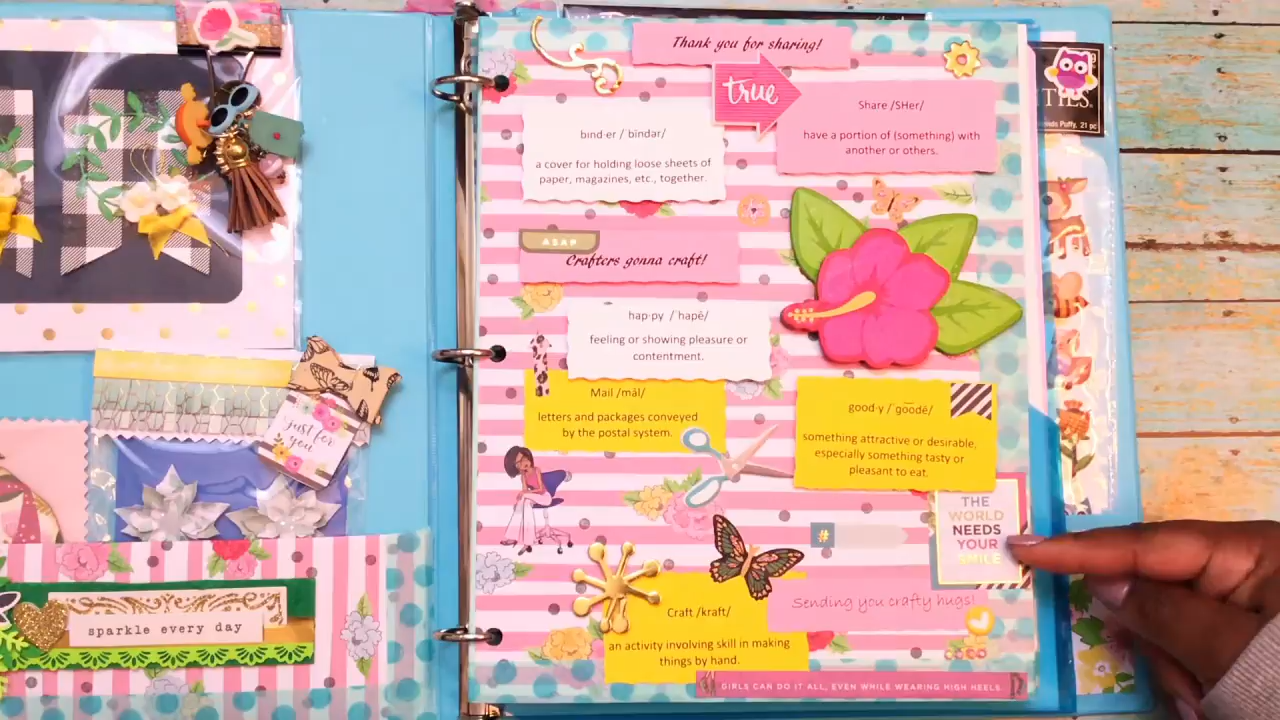 Thank you for sharing!
true
Share /SHer/
have a portion of (something) with
another or others.
bind·er /ˈbīndər/
a cover for holding loose sheets of
paper, magazines, etc., together.
ASAP
Crafters gonna craft!
hap·py /ˈhapē/
feeling or showing pleasure or
contentment.
Mail /māl/
letters and packages conveyed
by the postal system.
good·y /ˈgo͞odē/
something attractive or desirable,
especially something tasty or
pleasant to eat.
THE
WORLD
NEEDS
YOUR
SMILE
#
Craft /kraft/
an activity involving skill in making
things by hand.
Sending you crafty hugs!
GIRLS CAN DO IT ALL, EVEN WHILE WEARING HIGH HEELS.
just for
you
sparkle every day
Puffy, 21 pc